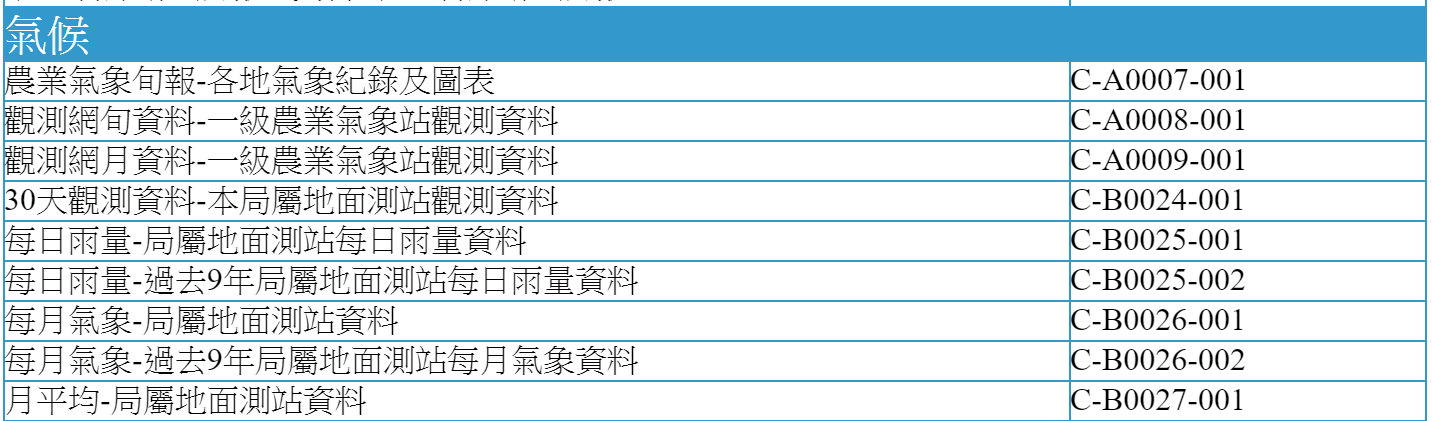 氣候
農業氣象旬報-各地氣象紀錄及圖表 C-A0007-001
觀測網旬資料-一級農業氣象站觀測資料 C-A0008-001
觀測網月資料-一級農業氣象站觀測資料 C-A0009-001
30天觀測資料-本局屬地面測站觀測資料 C-B0024-001
每日雨量-局屬地面測站每日雨量資料 C-B0025-001
每日雨量-過去9年局屬地面測站每日雨量資料 C-B0025-002
每月氣象-局屬地面測站資料 C-B0026-001
每月氣象-過去9年局屬地面測站每月氣象資料 C-B0026-002
月平均-局屬地面測站資料 C-B0027-001